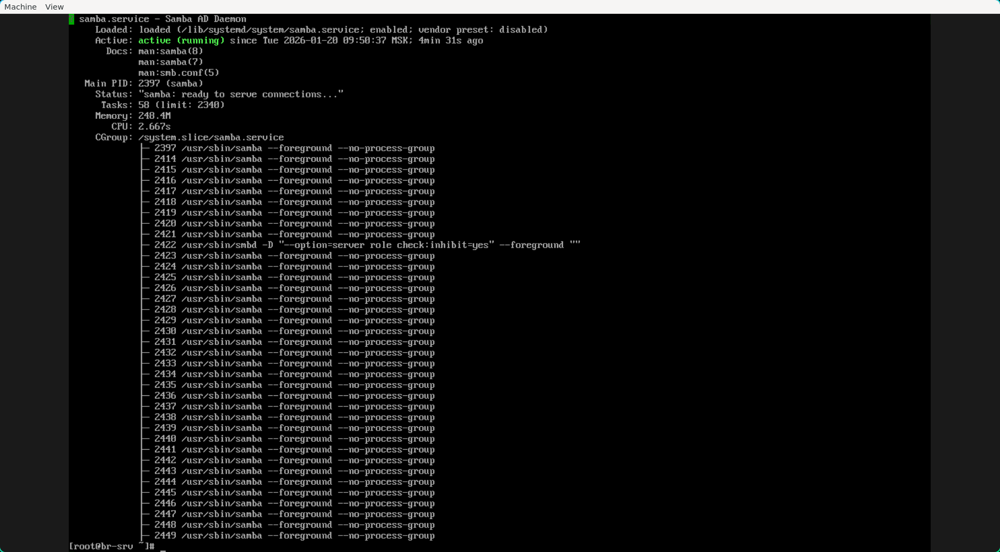 Machine View
samba.service - Samba AD Daemon
Loaded: loaded (/lib/systemd/system/samba.service; enabled; vendor preset: disabled)
Active: active (running) since Tue 2026-01-20 09:50:37 MSK; 4min 31s ago
Docs: man:samba(8)
man:samba(7)
man:smb.conf(5)
Main PID: 2397 (samba)
Status: "samba: ready to serve connections..."
Tasks: 58 (limit: 2340)
Memory: 248.4M
CPU: 2.667s
CGroup: /system.slice/samba.service
├─ 2397 /usr/sbin/samba --foreground --no-process-group
├─ 2414 /usr/sbin/samba --foreground --no-process-group
├─ 2415 /usr/sbin/samba --foreground --no-process-group
├─ 2416 /usr/sbin/samba --foreground --no-process-group
├─ 2417 /usr/sbin/samba --foreground --no-process-group
├─ 2418 /usr/sbin/samba --foreground --no-process-group
├─ 2419 /usr/sbin/samba --foreground --no-process-group
├─ 2420 /usr/sbin/samba --foreground --no-process-group
├─ 2421 /usr/sbin/samba --foreground --no-process-group
├─ 2422 /usr/sbin/smbd -D "--option=server role check:inhibit=yes" --foreground ""
├─ 2423 /usr/sbin/samba --foreground --no-process-group
├─ 2424 /usr/sbin/samba --foreground --no-process-group
├─ 2425 /usr/sbin/samba --foreground --no-process-group
├─ 2426 /usr/sbin/samba --foreground --no-process-group
├─ 2427 /usr/sbin/samba --foreground --no-process-group
├─ 2428 /usr/sbin/samba --foreground --no-process-group
├─ 2429 /usr/sbin/samba --foreground --no-process-group
├─ 2430 /usr/sbin/samba --foreground --no-process-group
├─ 2431 /usr/sbin/samba --foreground --no-process-group
├─ 2432 /usr/sbin/samba --foreground --no-process-group
├─ 2433 /usr/sbin/samba --foreground --no-process-group
├─ 2434 /usr/sbin/samba --foreground --no-process-group
├─ 2435 /usr/sbin/samba --foreground --no-process-group
├─ 2436 /usr/sbin/samba --foreground --no-process-group
├─ 2437 /usr/sbin/samba --foreground --no-process-group
├─ 2438 /usr/sbin/samba --foreground --no-process-group
├─ 2439 /usr/sbin/samba --foreground --no-process-group
├─ 2440 /usr/sbin/samba --foreground --no-process-group
├─ 2441 /usr/sbin/samba --foreground --no-process-group
├─ 2442 /usr/sbin/samba --foreground --no-process-group
├─ 2443 /usr/sbin/samba --foreground --no-process-group
├─ 2444 /usr/sbin/samba --foreground --no-process-group
├─ 2445 /usr/sbin/samba --foreground --no-process-group
├─ 2446 /usr/sbin/samba --foreground --no-process-group
├─ 2447 /usr/sbin/samba --foreground --no-process-group
├─ 2448 /usr/sbin/samba --foreground --no-process-group
├─ 2449 /usr/sbin/samba --foreground --no-process-group
[root@br-srv ~]# _